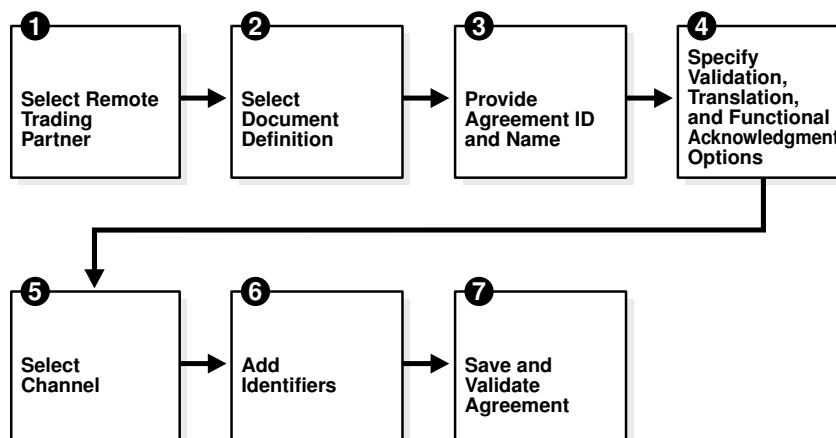 1
Select Remote
Trading
Partner
2
Select
Document
Definition
3
Provide
Agreement ID
and Name
4
Specify
Validation,
Translation,
and Functional
Acknowledgment
Options
5
Select
Channel
6
Add
Identifiers
7
Save and
Validate
Agreement